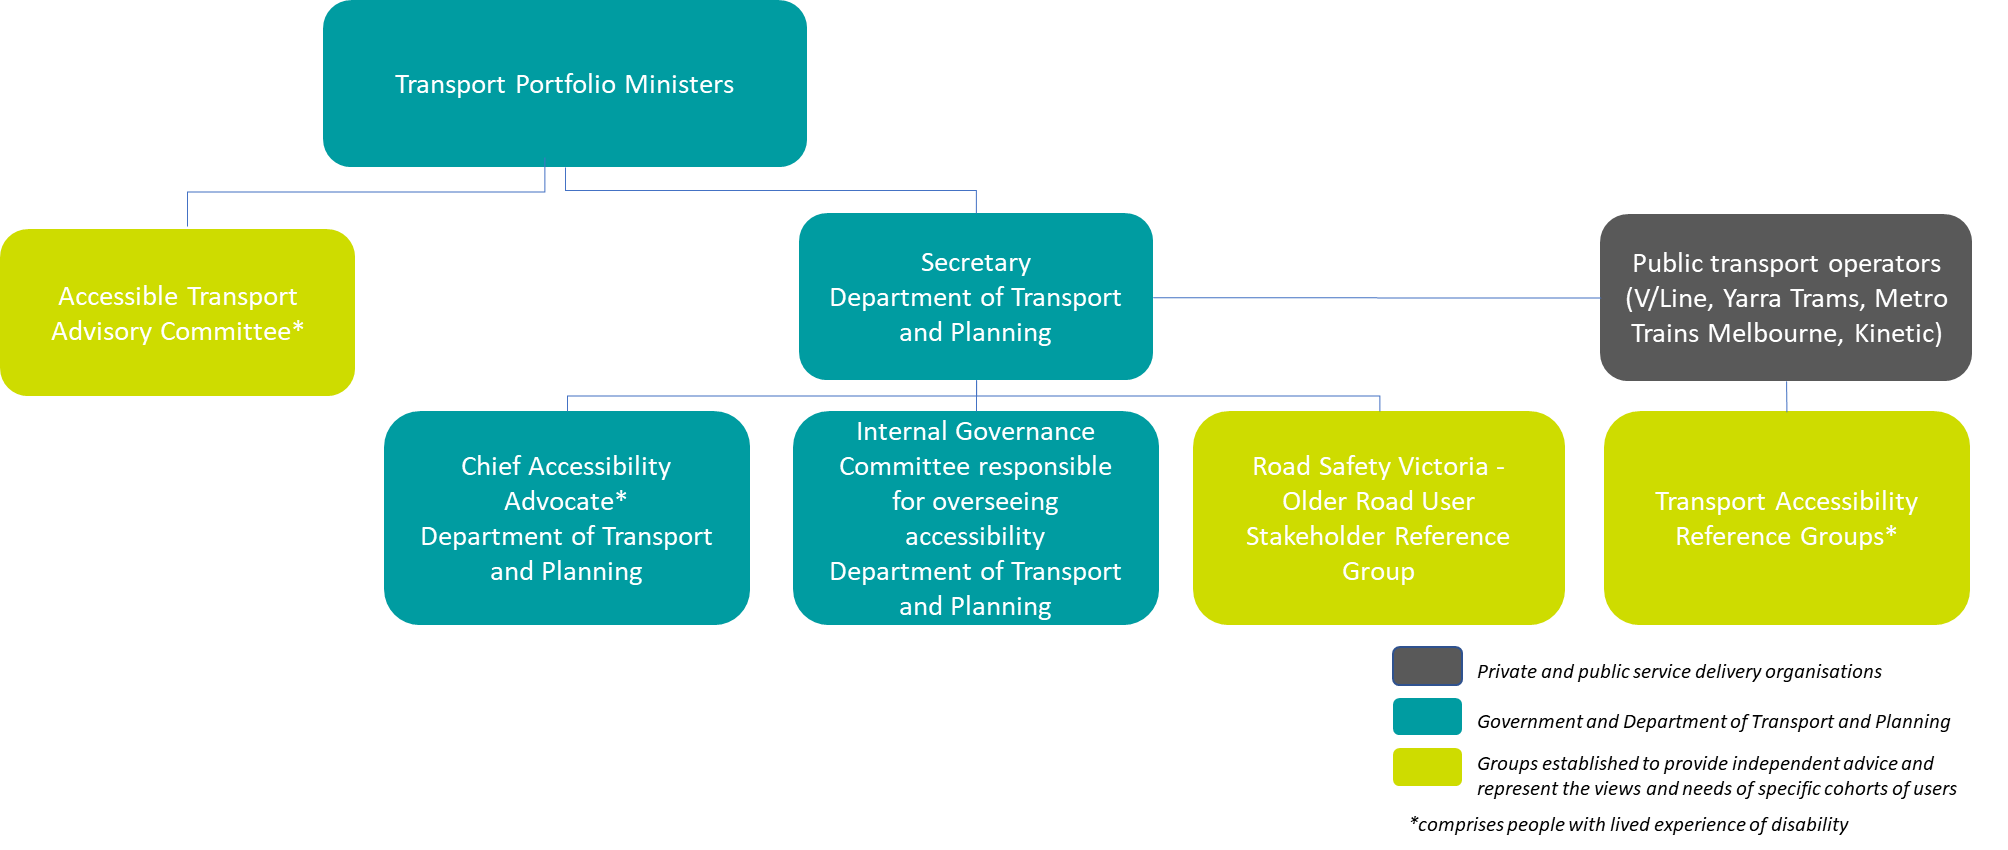 Transport Portfolio Ministers
Accessible Transport
Advisory Committee*
Secretary
Department of Transport
and Planning
Public transport operators
(V/Line, Yarra Trams, Metro
Trains Melbourne, Kinetic)
Chief Accessibility
Advocate*
Department of Transport
and Planning
Internal Governance
Committee responsible
for overseeing
accessibility
Department of Transport
and Planning
Road Safety Victoria -
Older Road User
Stakeholder Reference
Group
Transport Accessibility
Reference Groups*
Private and public service delivery organisations
Government and Department of Transport and Planning
Groups established to provide independent advice and
represent the views and needs of specific cohorts of users
*comprises people with lived experience of disability